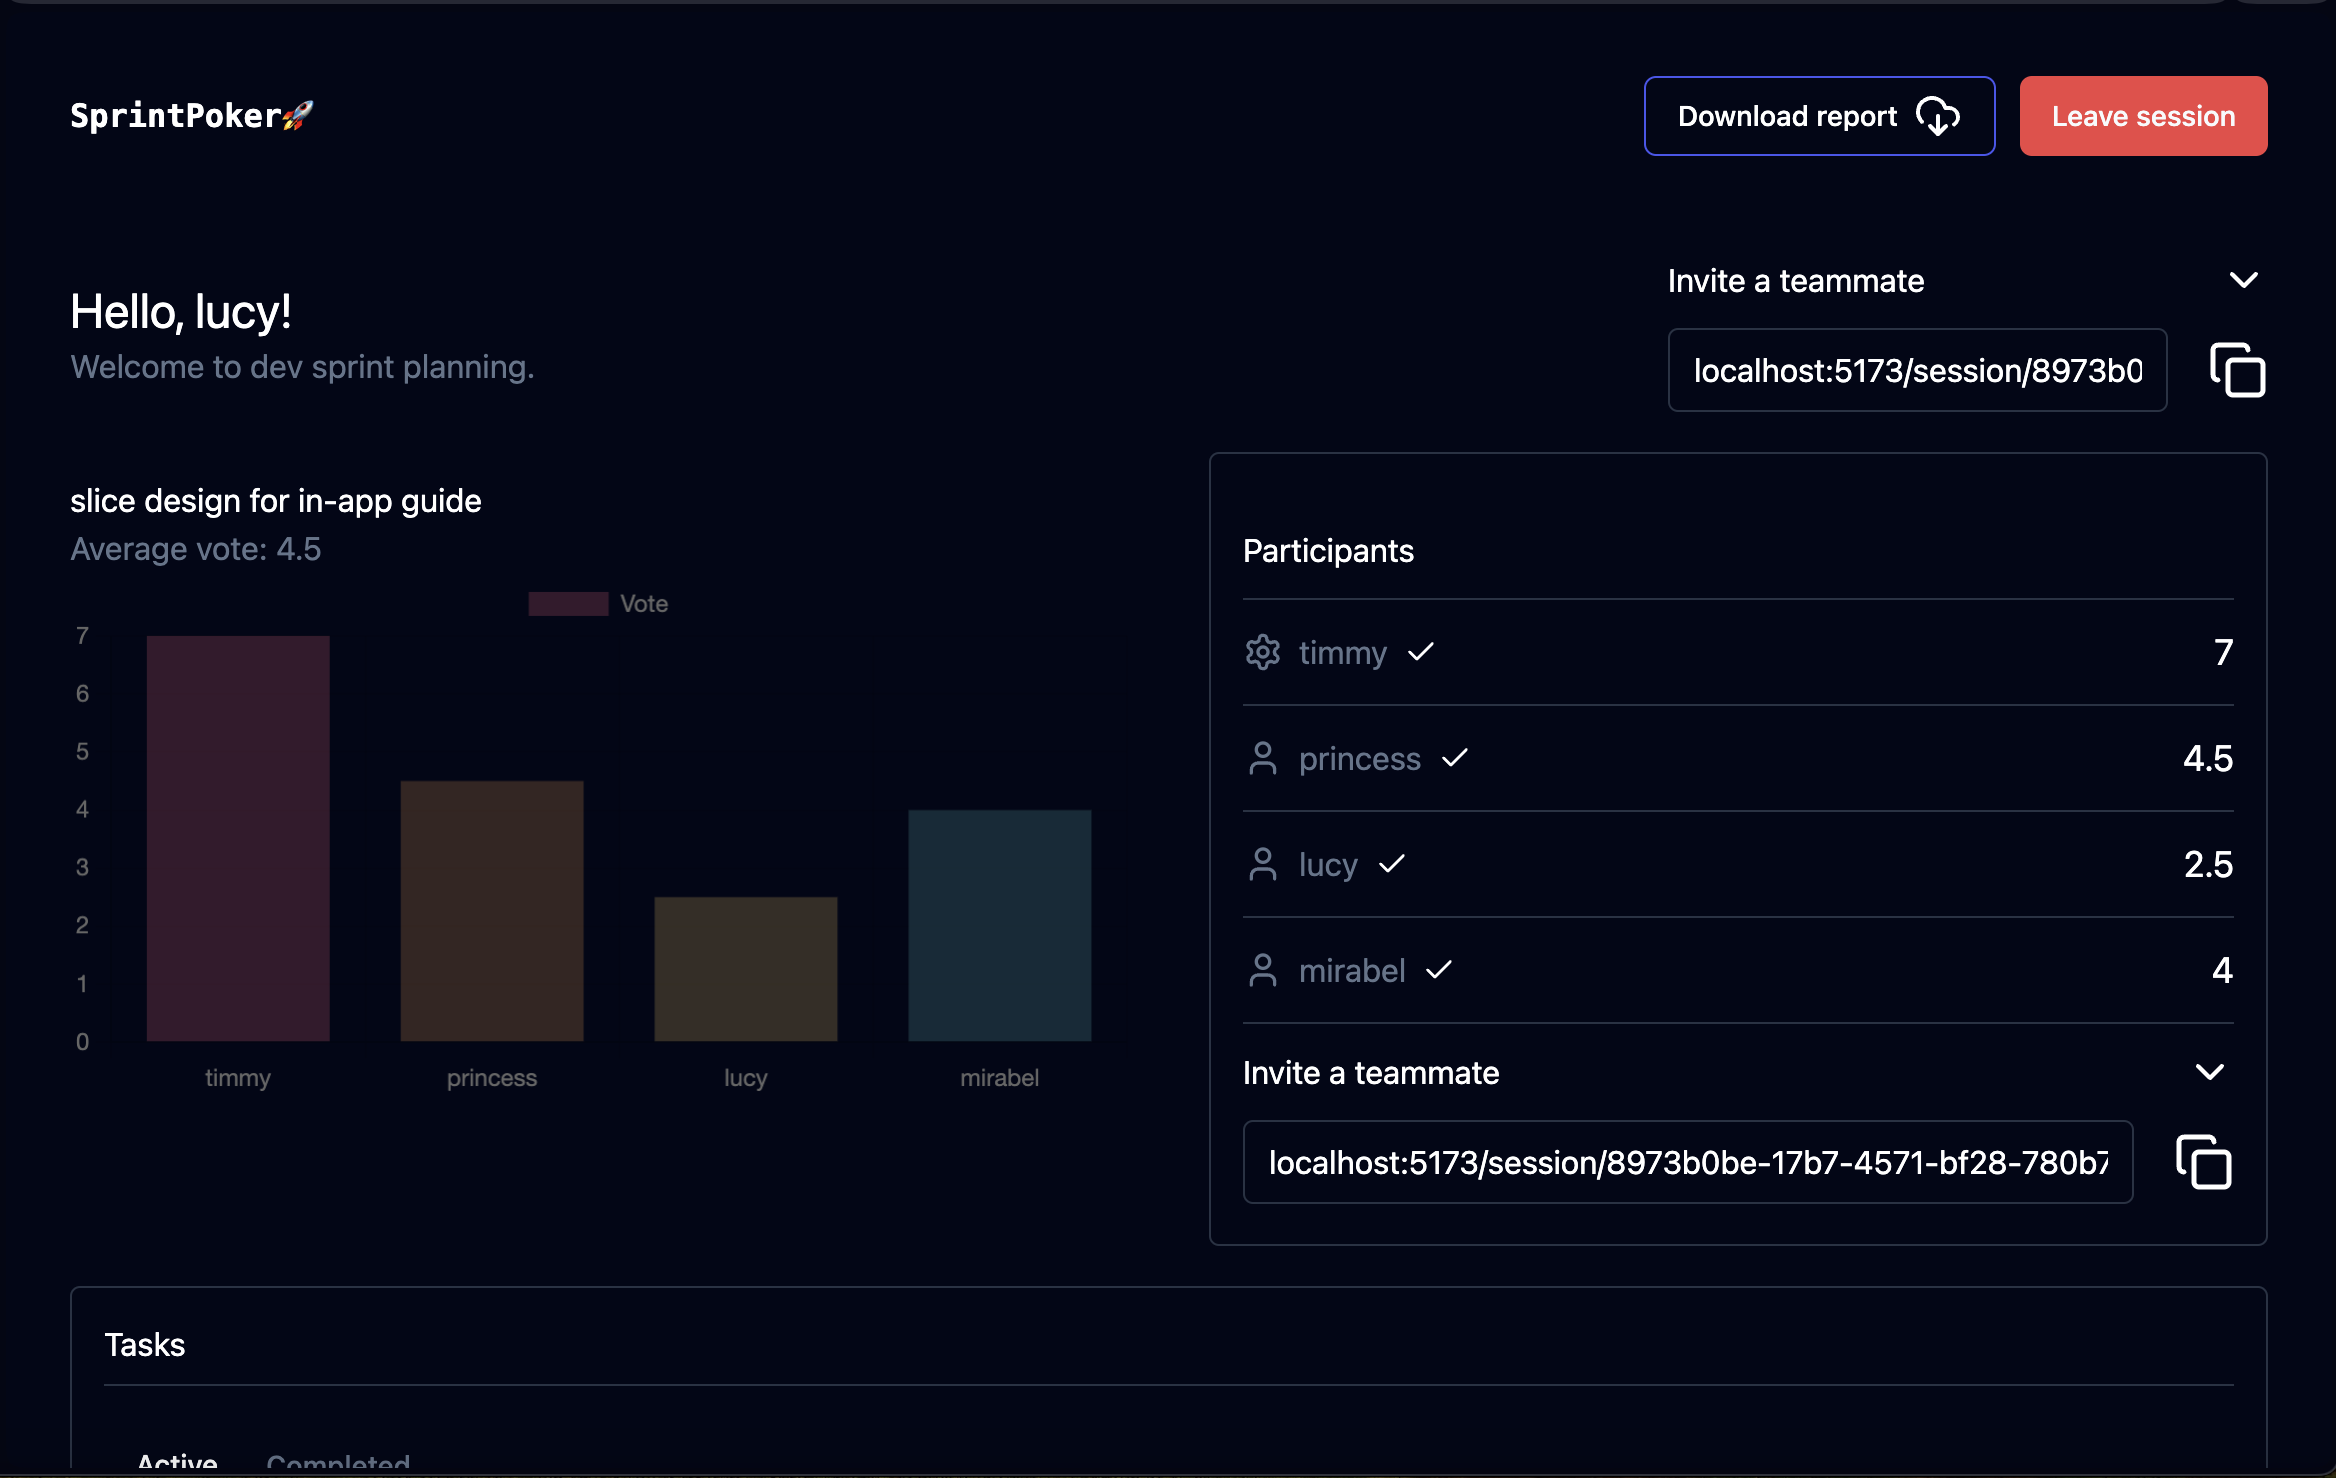 SprintPoker🚀
Download report
Leave session
Hello, lucy!
Welcome to dev sprint planning.
Invite a teammate
localhost:5173/session/8973b0
slice design for in-app guide
Average vote: 4.5
Vote
7
6
5
4
3
2
1
0
timmy princess lucy mirabel
Participants
timmy 7
princess 4.5
lucy 2.5
mirabel 4
Invite a teammate
localhost:5173/session/8973b0be-17b7-4571-bf28-780b7
Tasks
Active Completed